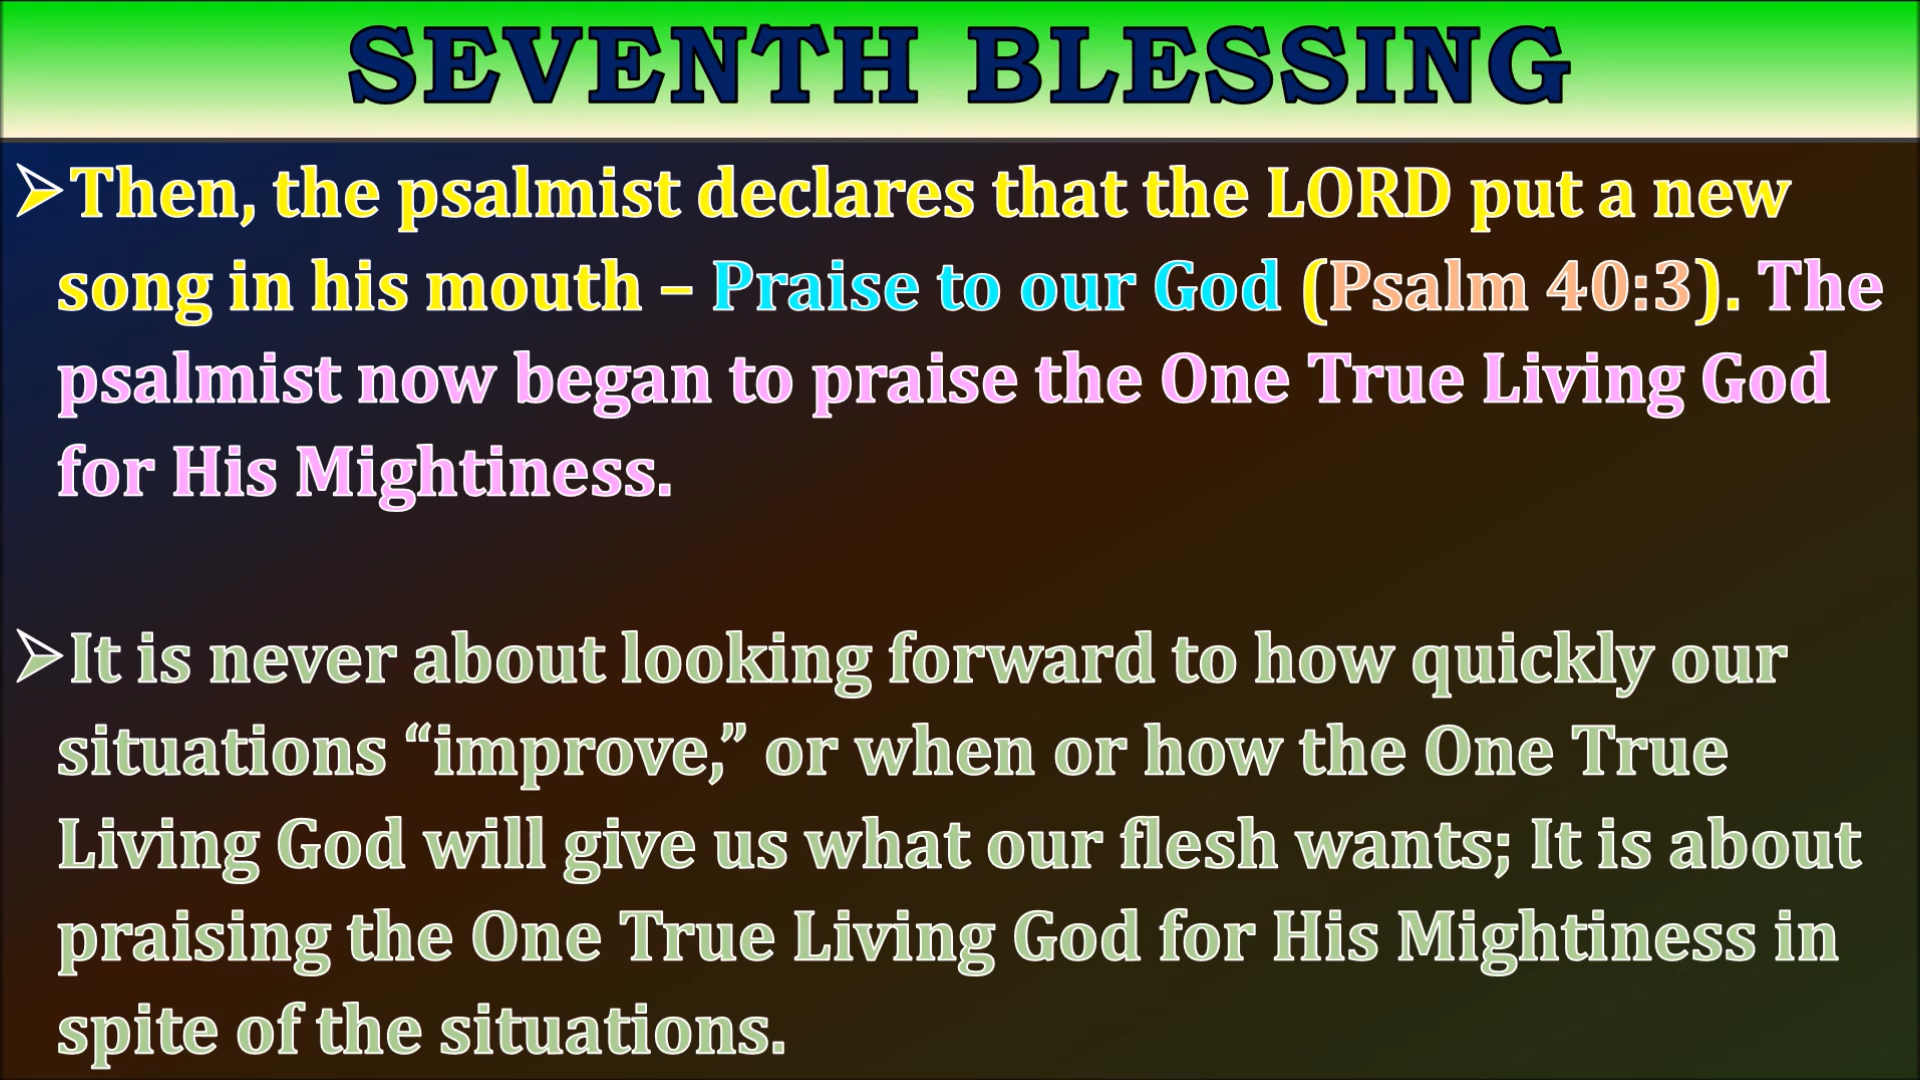 SEVENTH BLESSING
➢Then, the psalmist declares that the LORD put a new
song in his mouth – Praise to our God (Psalm 40:3). The
psalmist now began to praise the One True Living God
for His Mightiness.
➢It is never about looking forward to how quickly our
situations “improve,” or when or how the One True
Living God will give us what our flesh wants; It is about
praising the One True Living God for His Mightiness in
spite of the situations.